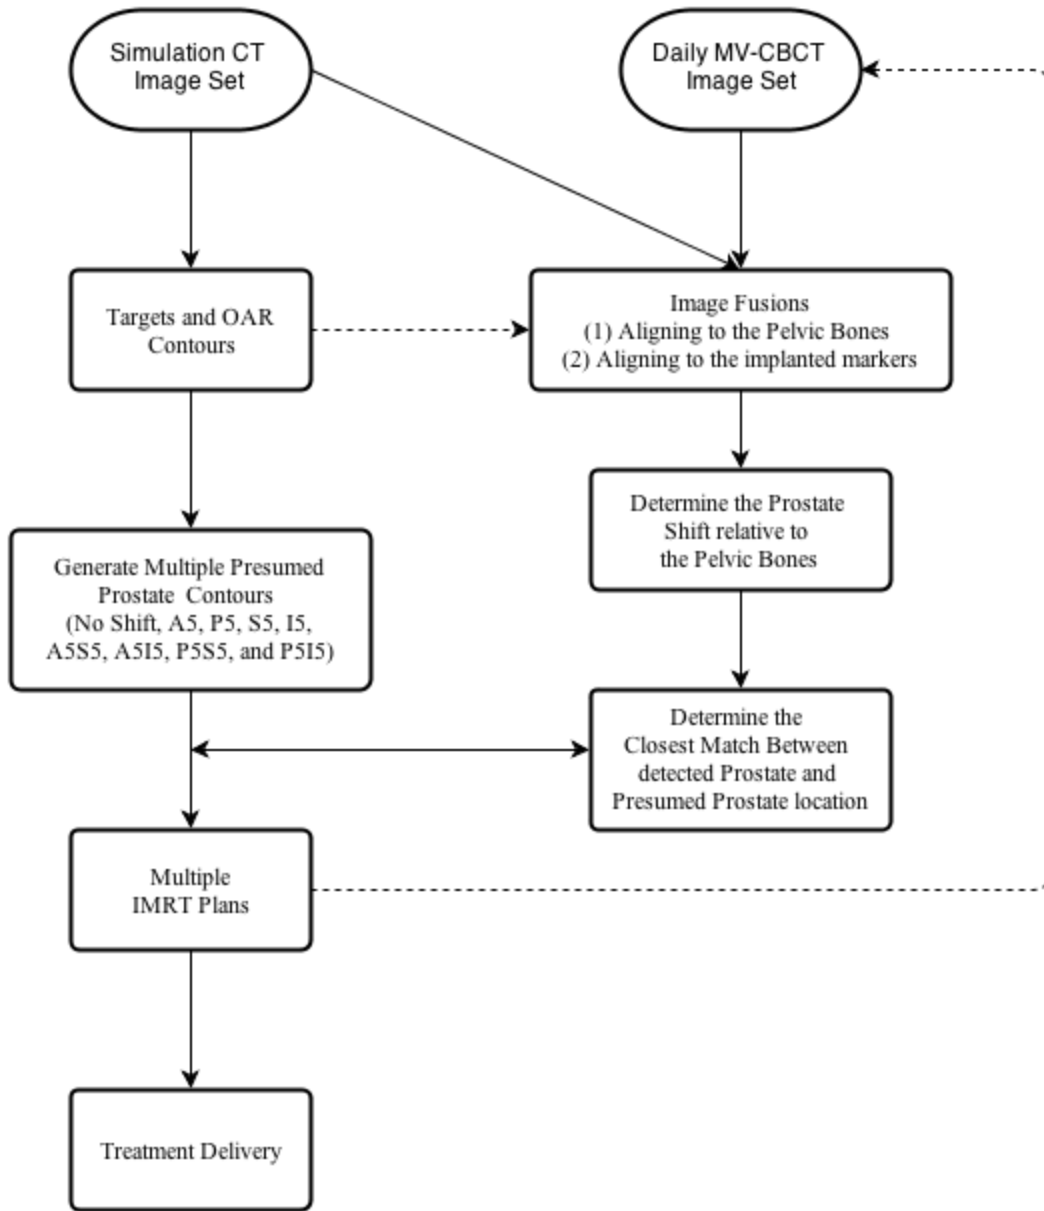 Simulation CT
Image Set
Daily MV-CBCT
Image Set
Targets and OAR
Contours
Image Fusions
(1) Aligning to the Pelvic Bones
(2) Aligning to the implanted markers
Determine the Prostate
Shift relative to
the Pelvic Bones
Generate Multiple Presumed
Prostate Contours
(No Shift, A5, P5, S5, I5,
A5S5, A5I5, P5S5, and P5I5)
Determine the
Closest Match Between
detected Prostate and
Presumed Prostate location
Multiple
IMRT Plans
Treatment Delivery